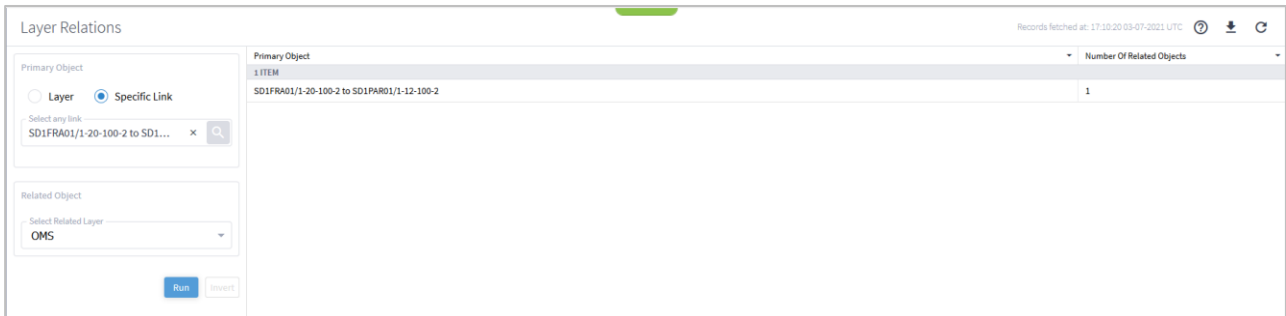 Layer Relations
Records fetched at: 17:10:20 03-07-2021 UTC
Primary Object
Layer
Specific Link
Select any link
SD1FRA01/1-20-100-2 to SD1...
Related Object
Select Related Layer
OMS
Run
Invert
Primary Object
Number Of Related Objects
1 ITEM
SD1FRA01/1-20-100-2 to SD1PAR01/1-12-100-2
1